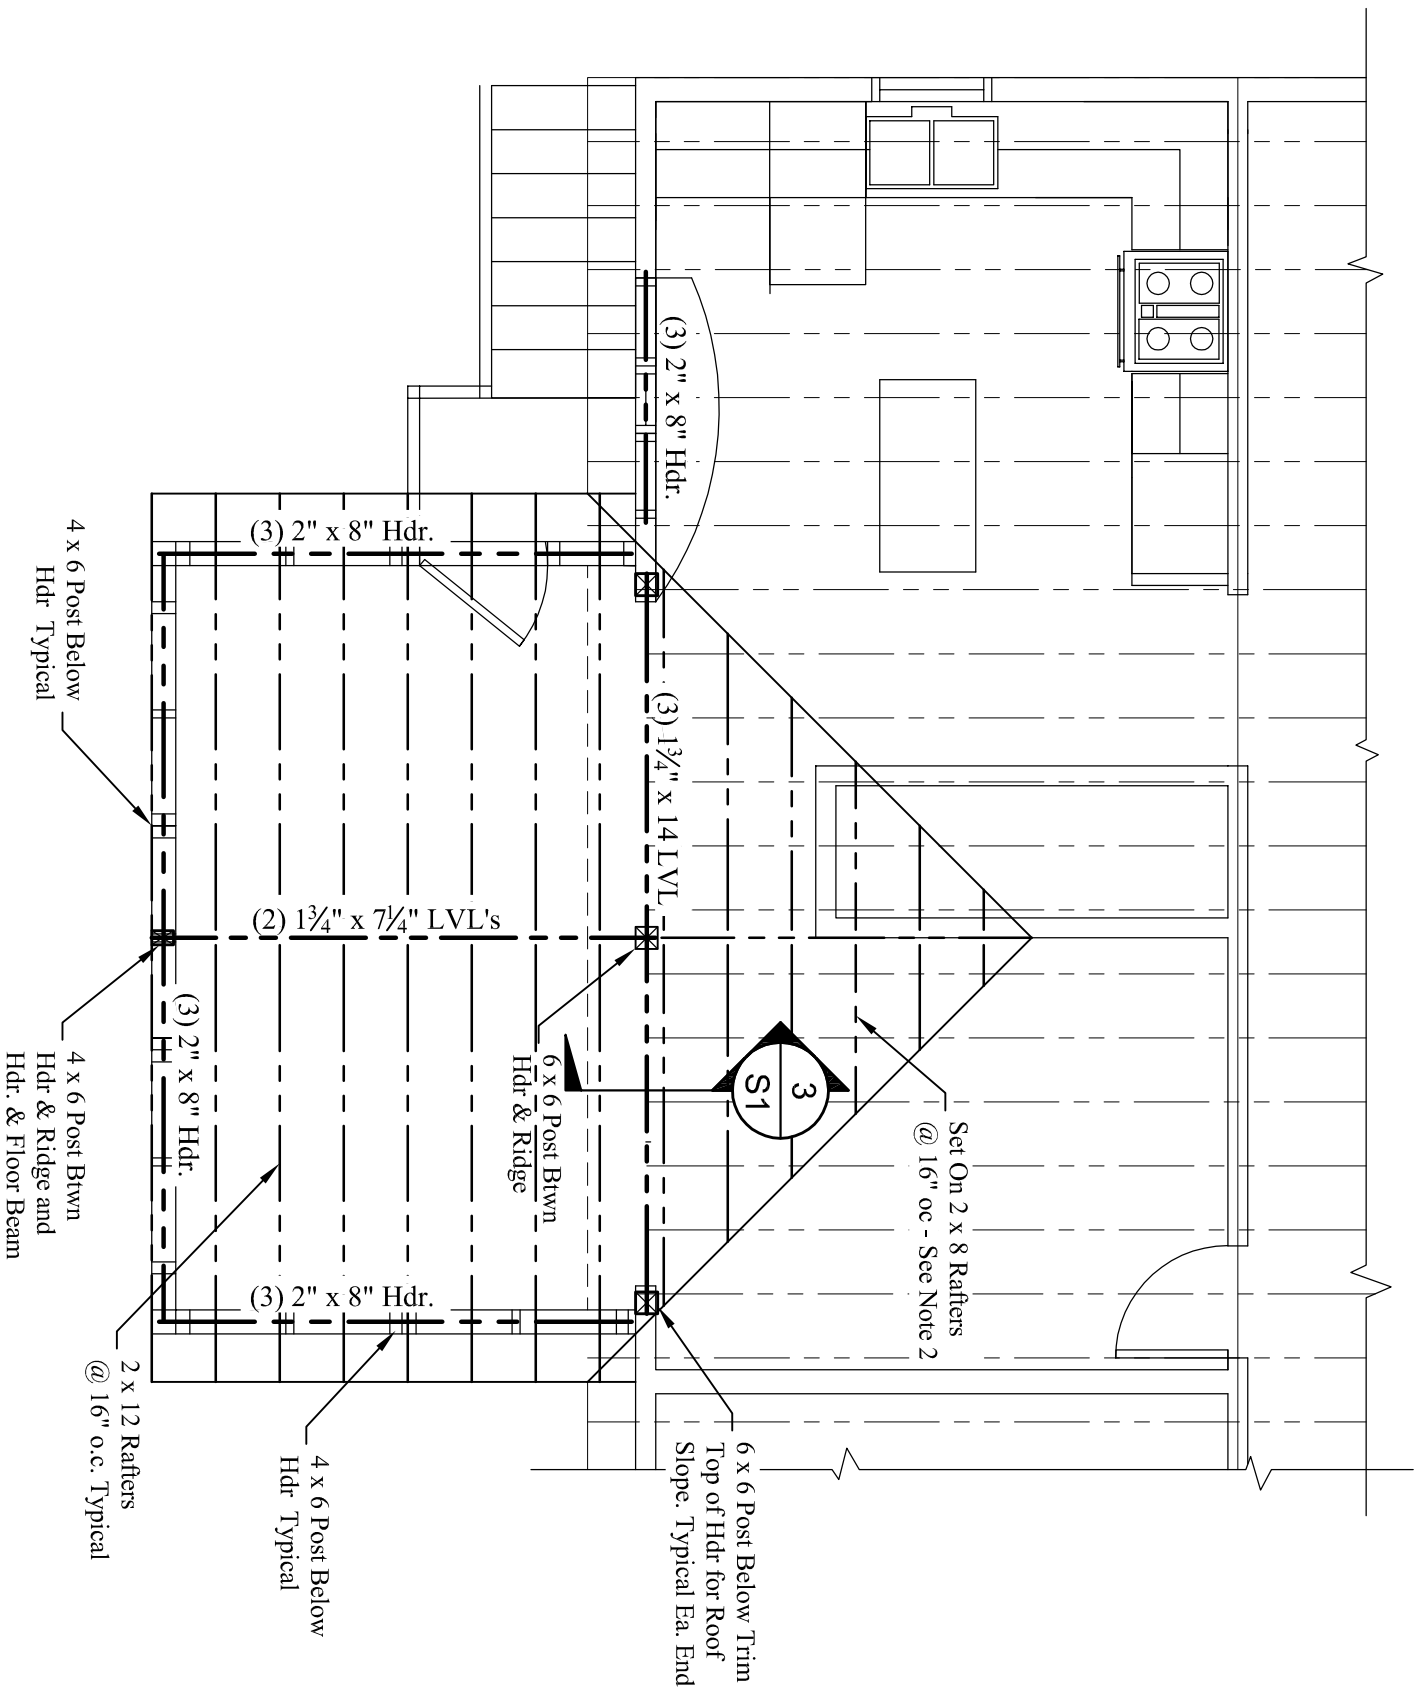 (3) 2" x 8" Hdr.
(3) 2" x 8" Hdr.
4 x 6 Post Below
Hdr Typical
(3) 1¾" x 14 LVL
(2) 1¾" x 7¼" LVL's
6 x 6 Post Btwn
Hdr & Ridge
3
S1
Set On 2 x 8 Rafters
@ 16" oc - See Note 2
(3) 2" x 8" Hdr.
4 x 6 Post Btwn
Hdr & Ridge and
Hdr. & Floor Beam
(3) 2" x 8" Hdr.
2 x 12 Rafters
@ 16" o.c. Typical
4 x 6 Post Below
Hdr Typical
6 x 6 Post Below Trim
Top of Hdr for Roof
Slope. Typical Ea. End